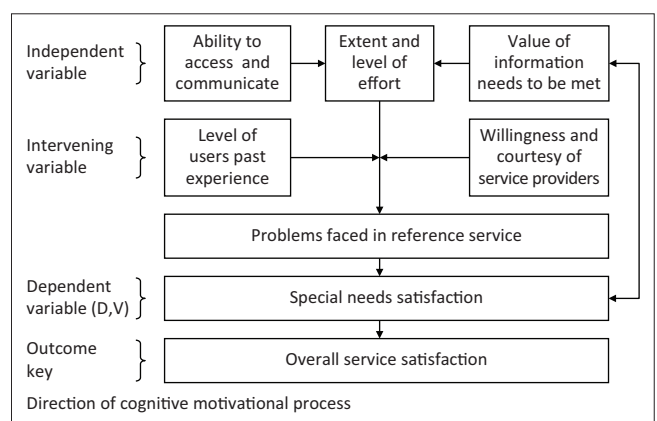 Independent
variable
Ability to
access and
communicate
Extent and
level of
effort
Value of
information
needs to be met
Intervening
variable
Level of
users past
experience
Willingness and
courtesy of
service providers
Problems faced in reference service
Dependent
variable (D,V)
Special needs satisfaction
Outcome
key
Overall service satisfaction
Direction of cognitive motivational process